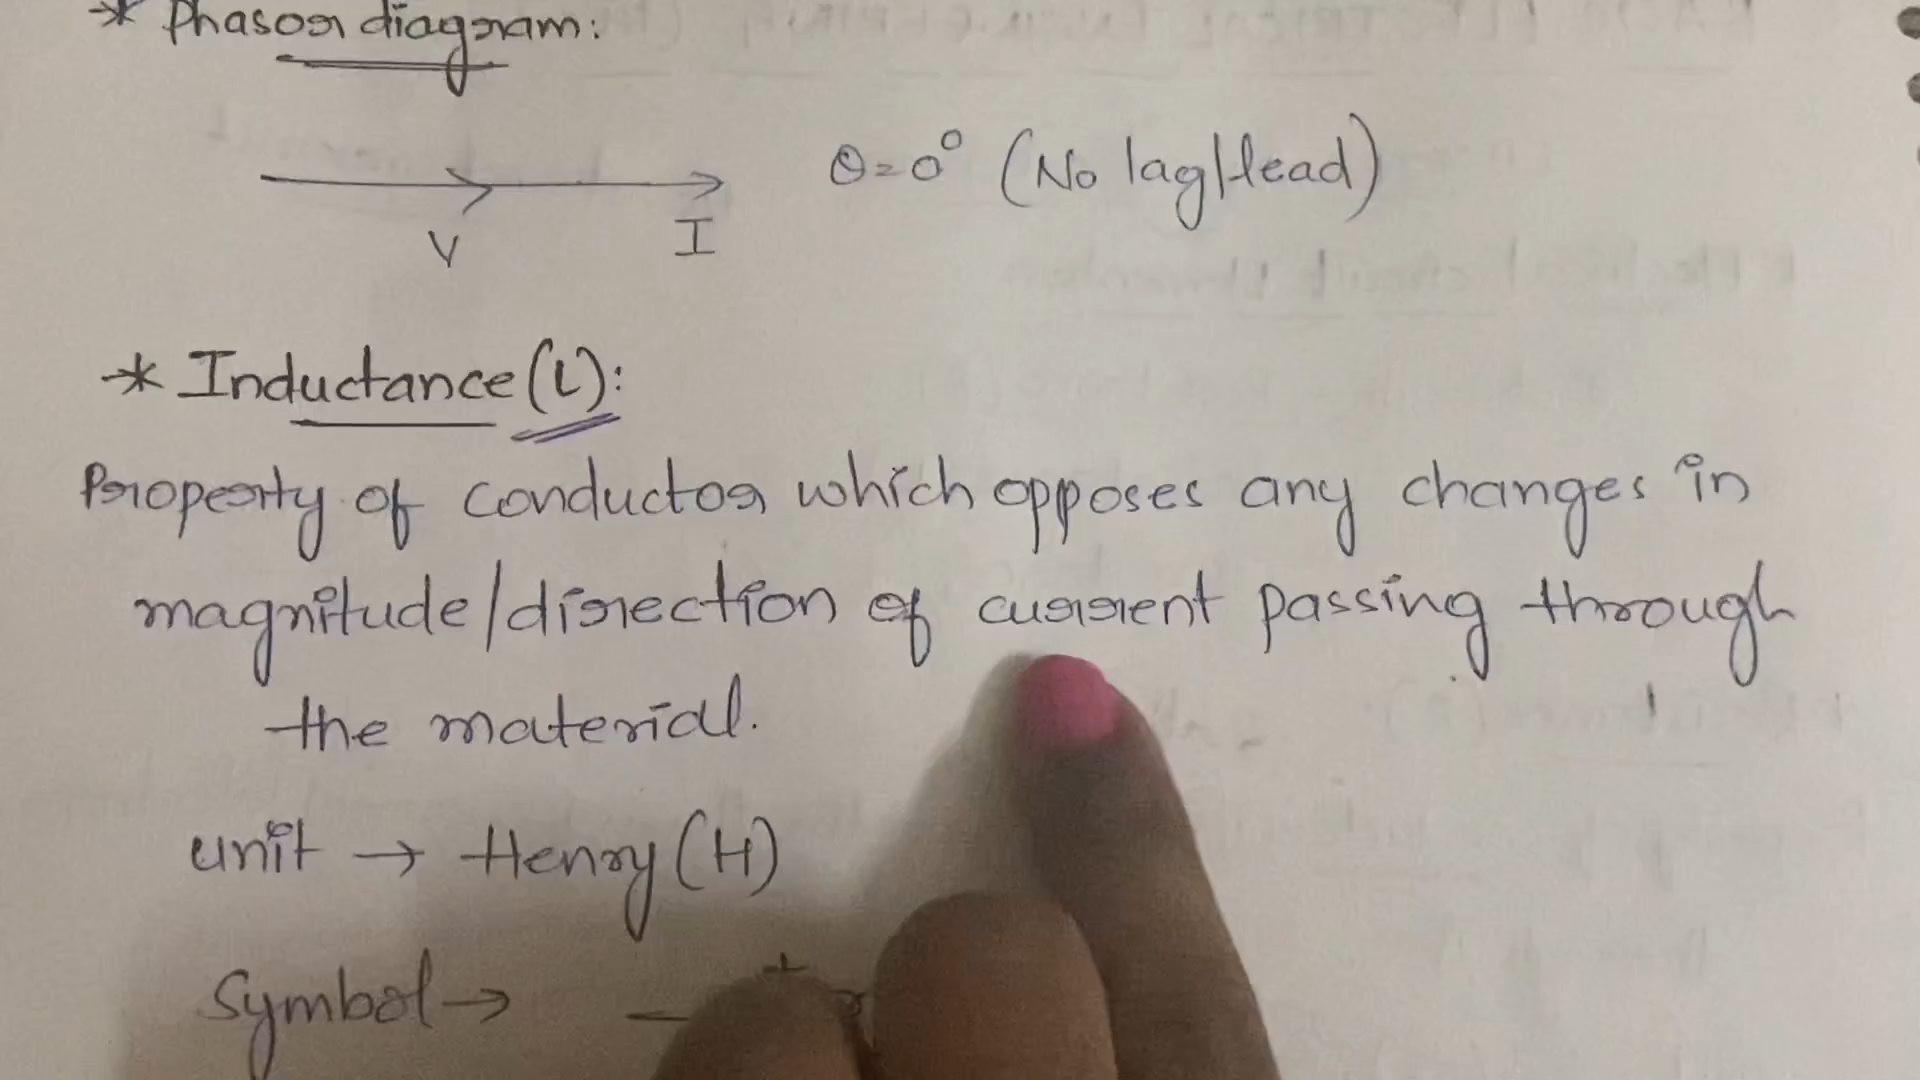 * Phasor diagram:
θ=0° (No lag/lead)
V I
* Inductance (L):
Property of conductor which opposes any changes in
magnitude/direction of current passing through
the material.
unit → Henry (H)
Symbol →
+